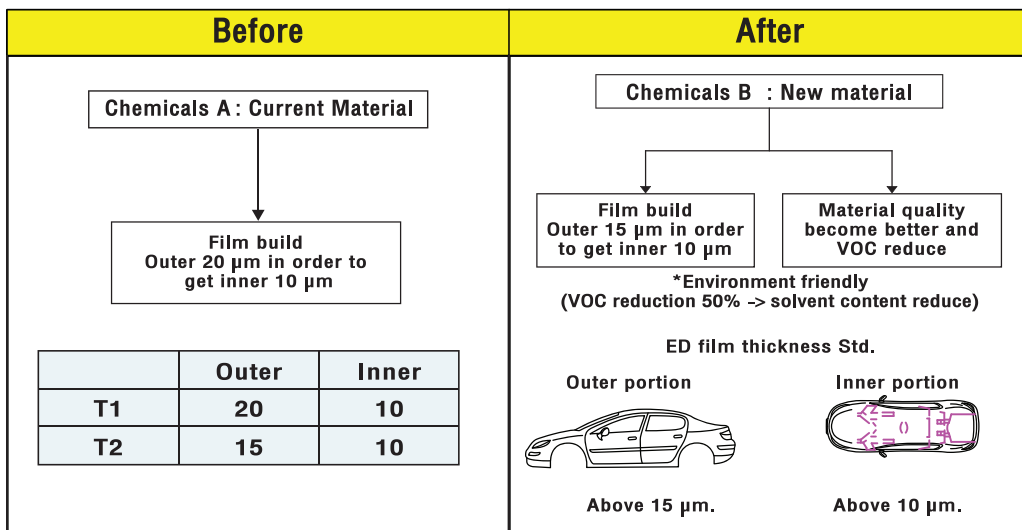 Before
Chemicals A : Current Material
Film build
Outer 20 µm in order to
get inner 10 µm
Outer Inner
T1 20 10
T2 15 10
After
Chemicals B : New material
Film build
Outer 15 µm in order
to get inner 10 µm
Material quality
become better and
VOC reduce
*Environment friendly
(VOC reduction 50% -> solvent content reduce)
ED film thickness Std.
Outer portion
Inner portion
Above 15 µm.
Above 10 µm.